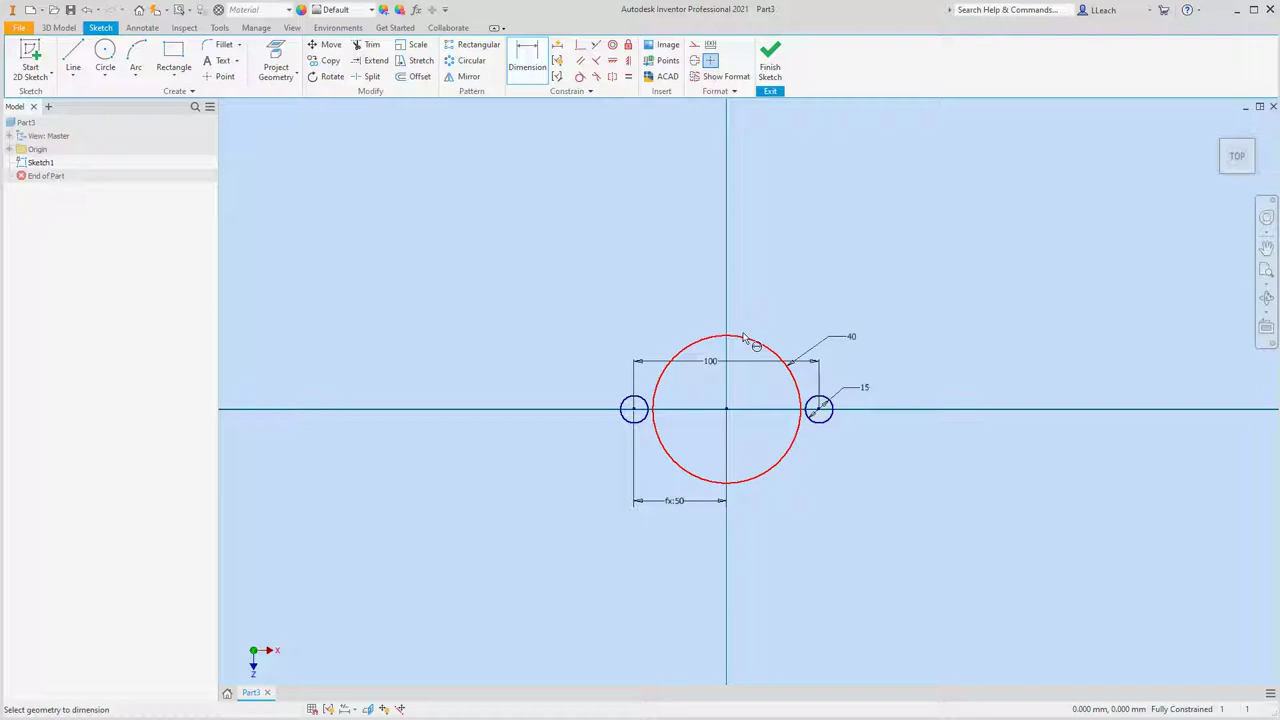 Material
Default
Autodesk Inventor Professional 2021 Part3
Search Help & Commands...
LLeach
File 3D Model Sketch Annotate Inspect Tools Manage View Environments Get Started Collaborate
Start
2D Sketch
Line
Circle
Arc
Rectangle
Fillet
Text
Point
Project
Geometry
Move Trim Scale
Copy Extend Stretch
Rotate Split Offset
Rectangular
Circular
Mirror
Dimension
Image
Points
ACAD
Show Format
Finish
Sketch
Sketch Create Modify Pattern Constrain Insert Format Exit
Model
Part3
View: Master
Origin
Sketch1
End of Part
TOP
40
100
15
fx:50
X
Z
Part3
Select geometry to dimension
0.000 mm, 0.000 mm Fully Constrained 1 1